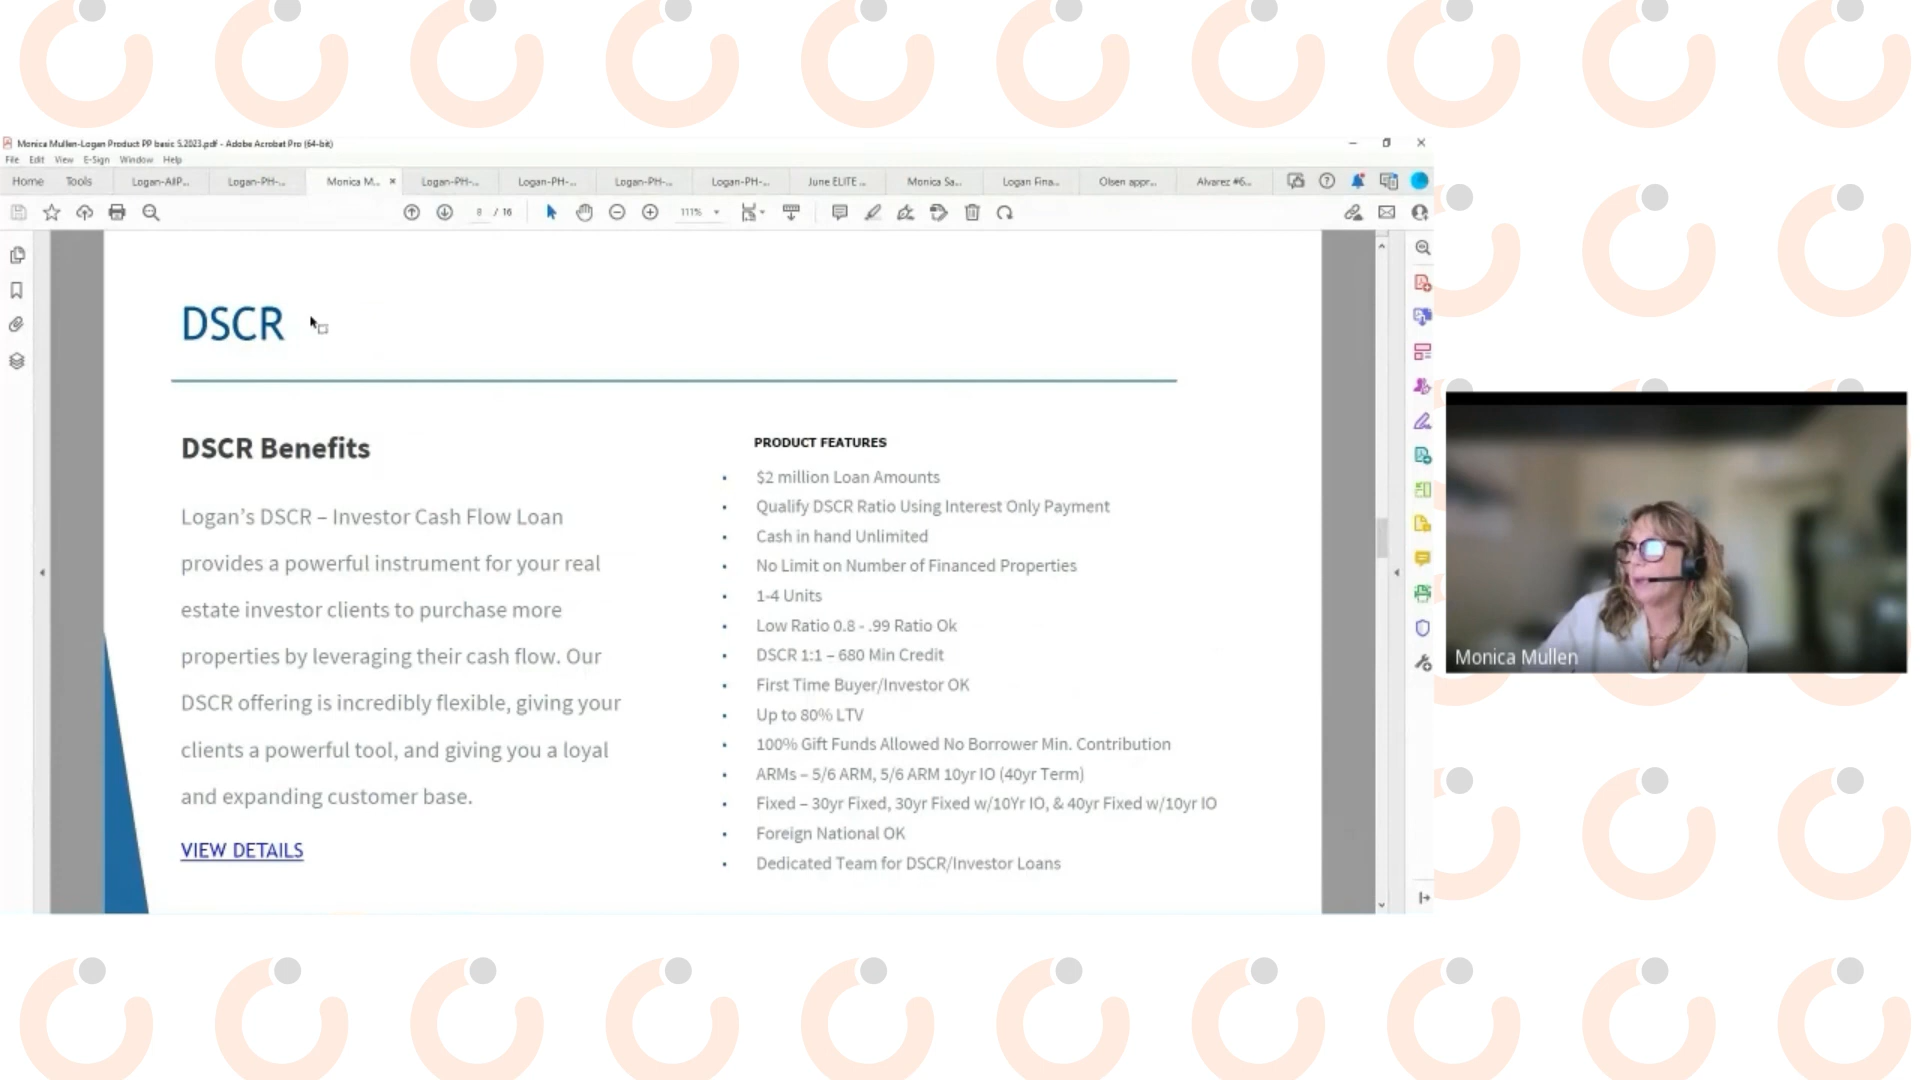 Monica Mullen-Logan Product PP basic 5.2023.pdf - Adobe Acrobat Pro (64-bit)
File Edit View E-Sign Window Help
Home Tools Logan-AllP... Logan-PH-... Monica M... × Logan-PH-... Logan-PH-... Logan-PH-... Logan-PH-... June ELITE ... Monica Sa... Logan Fina... Olsen appr... Alvarez #6...
8 / 16 111%
DSCR
DSCR Benefits
Logan's DSCR – Investor Cash Flow Loan
provides a powerful instrument for your real
estate investor clients to purchase more
properties by leveraging their cash flow. Our
DSCR offering is incredibly flexible, giving your
clients a powerful tool, and giving you a loyal
and expanding customer base.
VIEW DETAILS
PRODUCT FEATURES
• $2 million Loan Amounts
• Qualify DSCR Ratio Using Interest Only Payment
• Cash in hand Unlimited
• No Limit on Number of Financed Properties
• 1-4 Units
• Low Ratio 0.8 - .99 Ratio Ok
• DSCR 1:1 – 680 Min Credit
• First Time Buyer/Investor OK
• Up to 80% LTV
• 100% Gift Funds Allowed No Borrower Min. Contribution
• ARMs – 5/6 ARM, 5/6 ARM 10yr IO (40yr Term)
• Fixed – 30yr Fixed, 30yr Fixed w/10Yr IO, & 40yr Fixed w/10yr IO
• Foreign National OK
• Dedicated Team for DSCR/Investor Loans
Monica Mullen